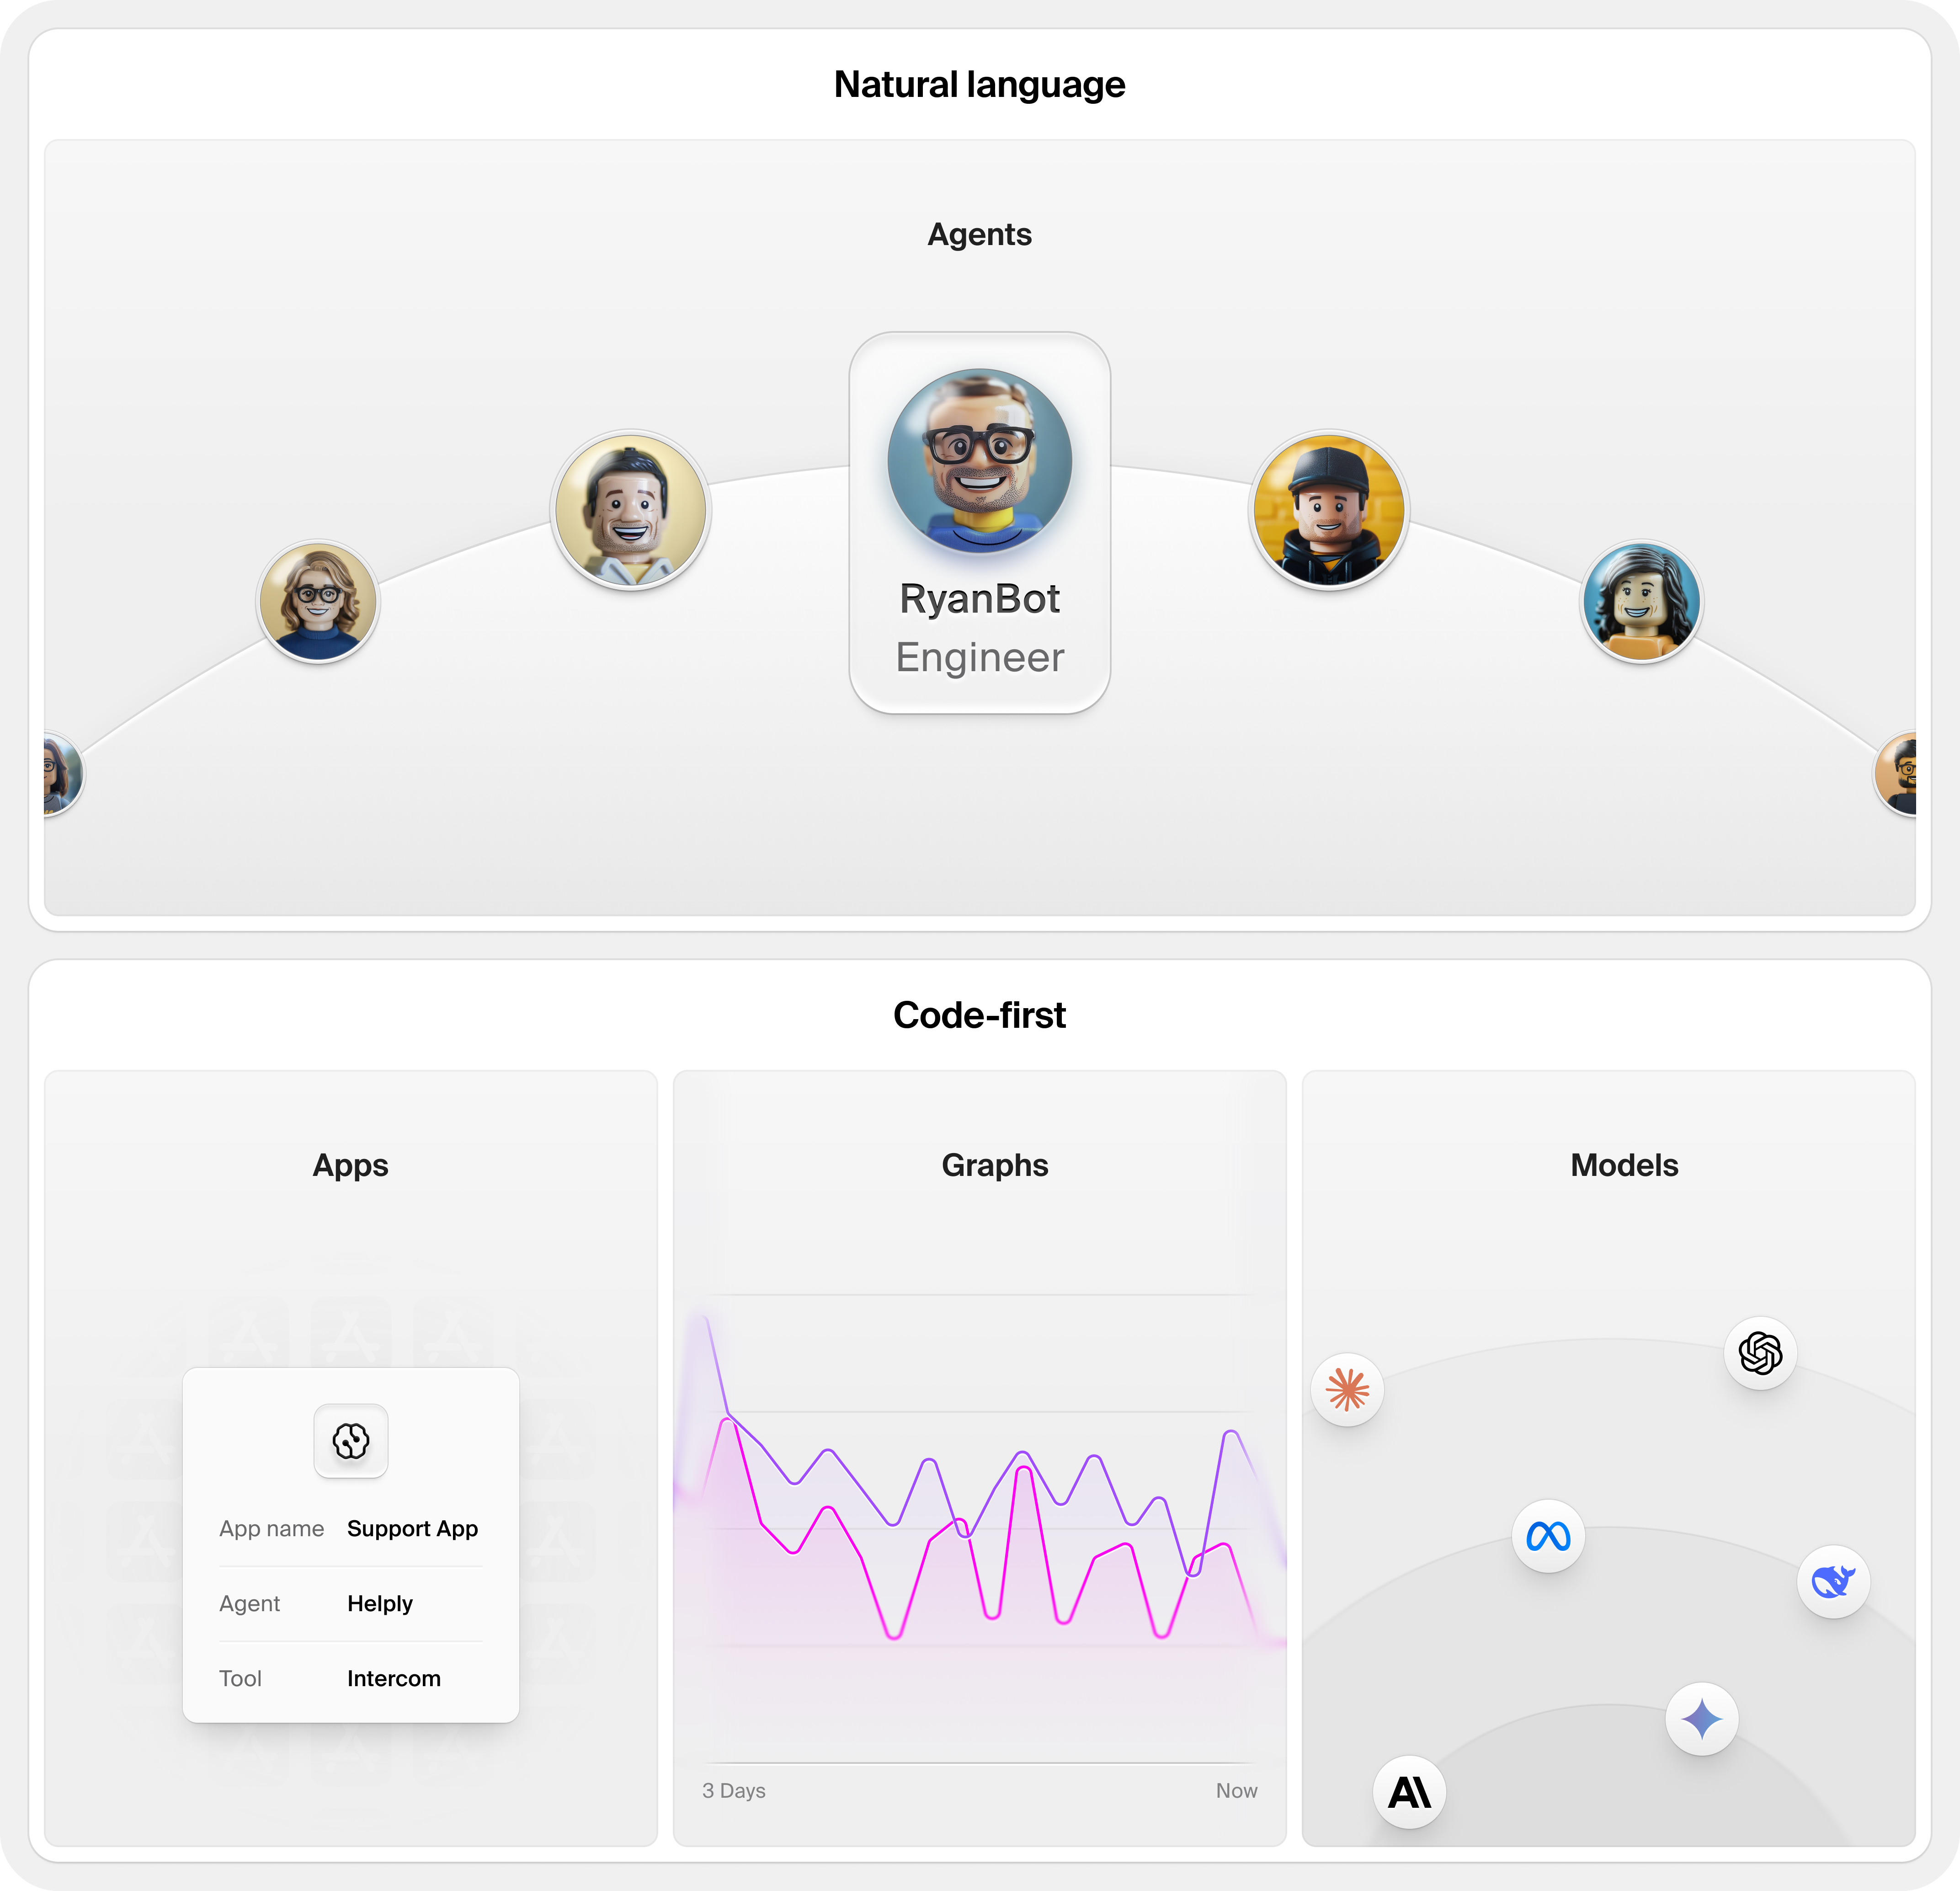 Natural language
Agents
RyanBot
Engineer
Code-first
Apps
App name Support App
Agent Helply
Tool Intercom
Graphs
3 Days Now
Models